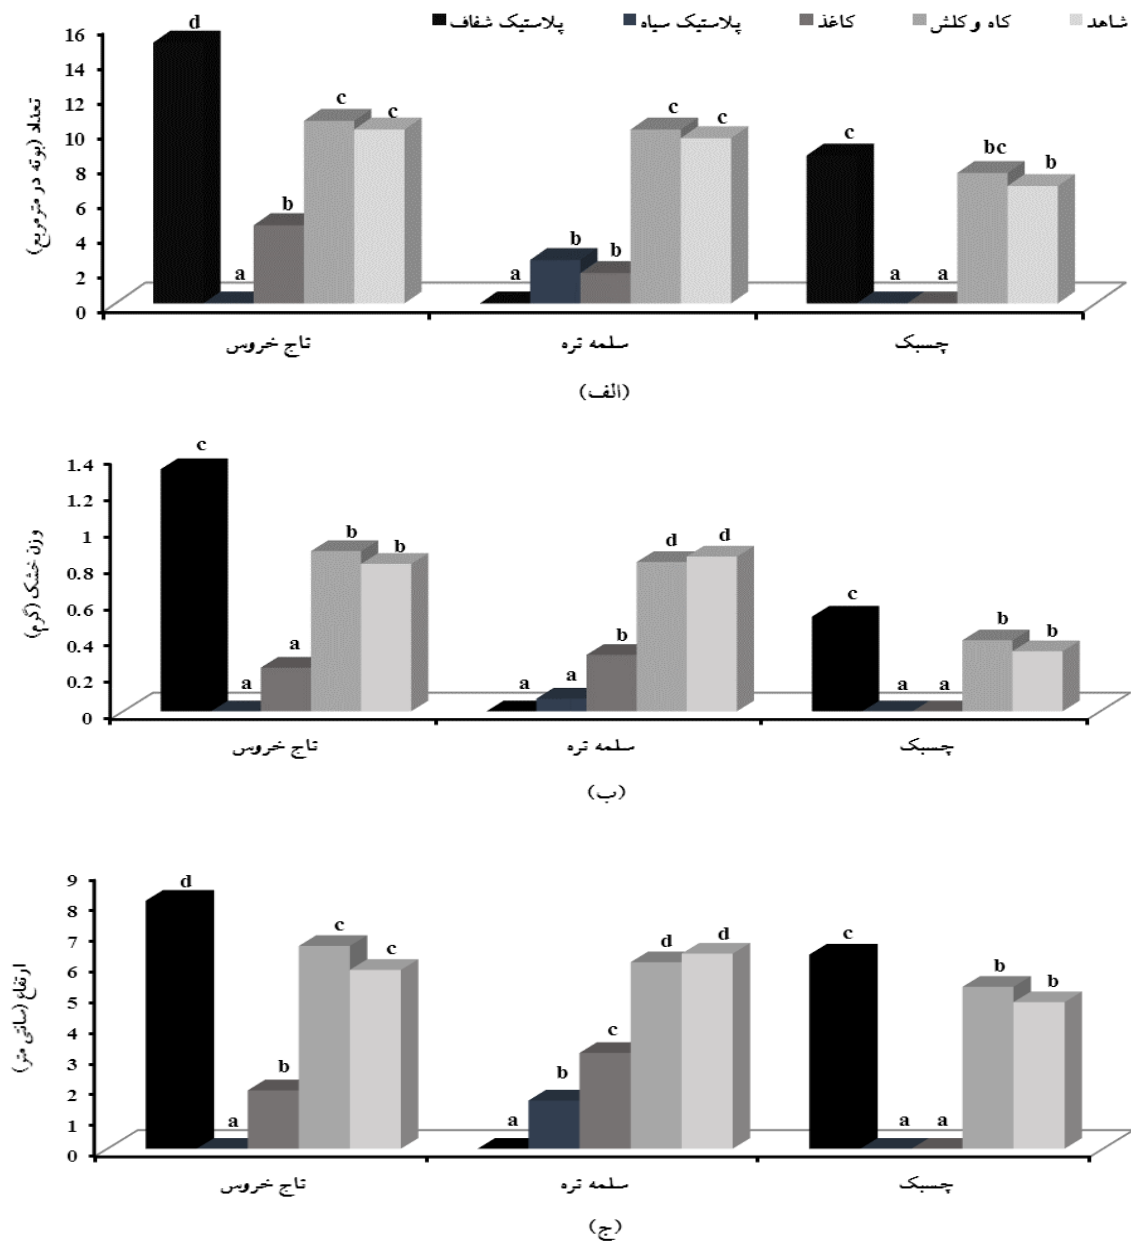 پلاستیک شفاف پلاستیک سیاه کاغذ کاه و کلش شاهد
تعداد (بوته در مترمربع)
16
14
12
10
8
6
4
2
0
d a b c c a b b c c c a a bc b
تاج خروس سلمه تره چسبک
(الف)
وزن خشک (گرم)
1.4
1.2
1
0.8
0.6
0.4
0.2
0
c a a b b a a b d d c a a b b
تاج خروس سلمه تره چسبک
(ب)
ارتفاع (سانتی متر)
9
8
7
6
5
4
3
2
1
0
d a b c c a b c d d c a a b b
تاج خروس سلمه تره چسبک
(ج)